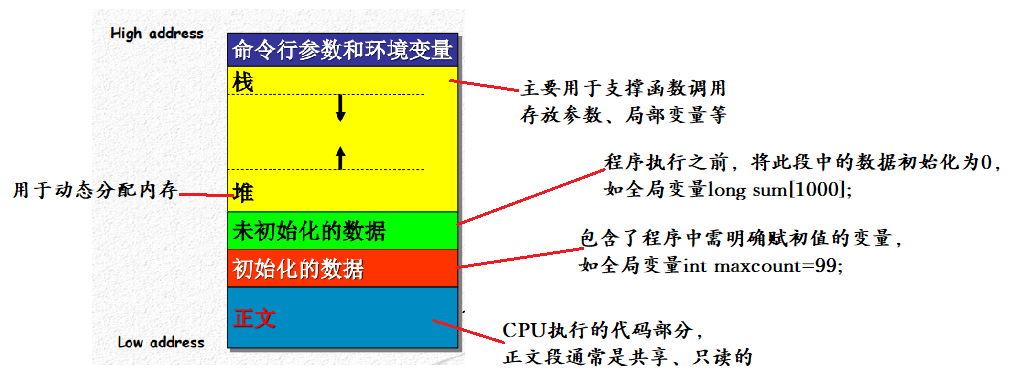 High address
命令行参数和环境变量
栈
主要用于支撑函数调用
存放参数、局部变量等
程序执行之前，将此段中的数据初始化为0，
如全局变量long sum[1000];
用于动态分配内存
堆
未初始化的数据
包含了程序中需明确赋初值的变量，
如全局变量int maxcount=99;
初始化的数据
正文
CPU执行的代码部分，
正文段通常是共享、只读的
Low address